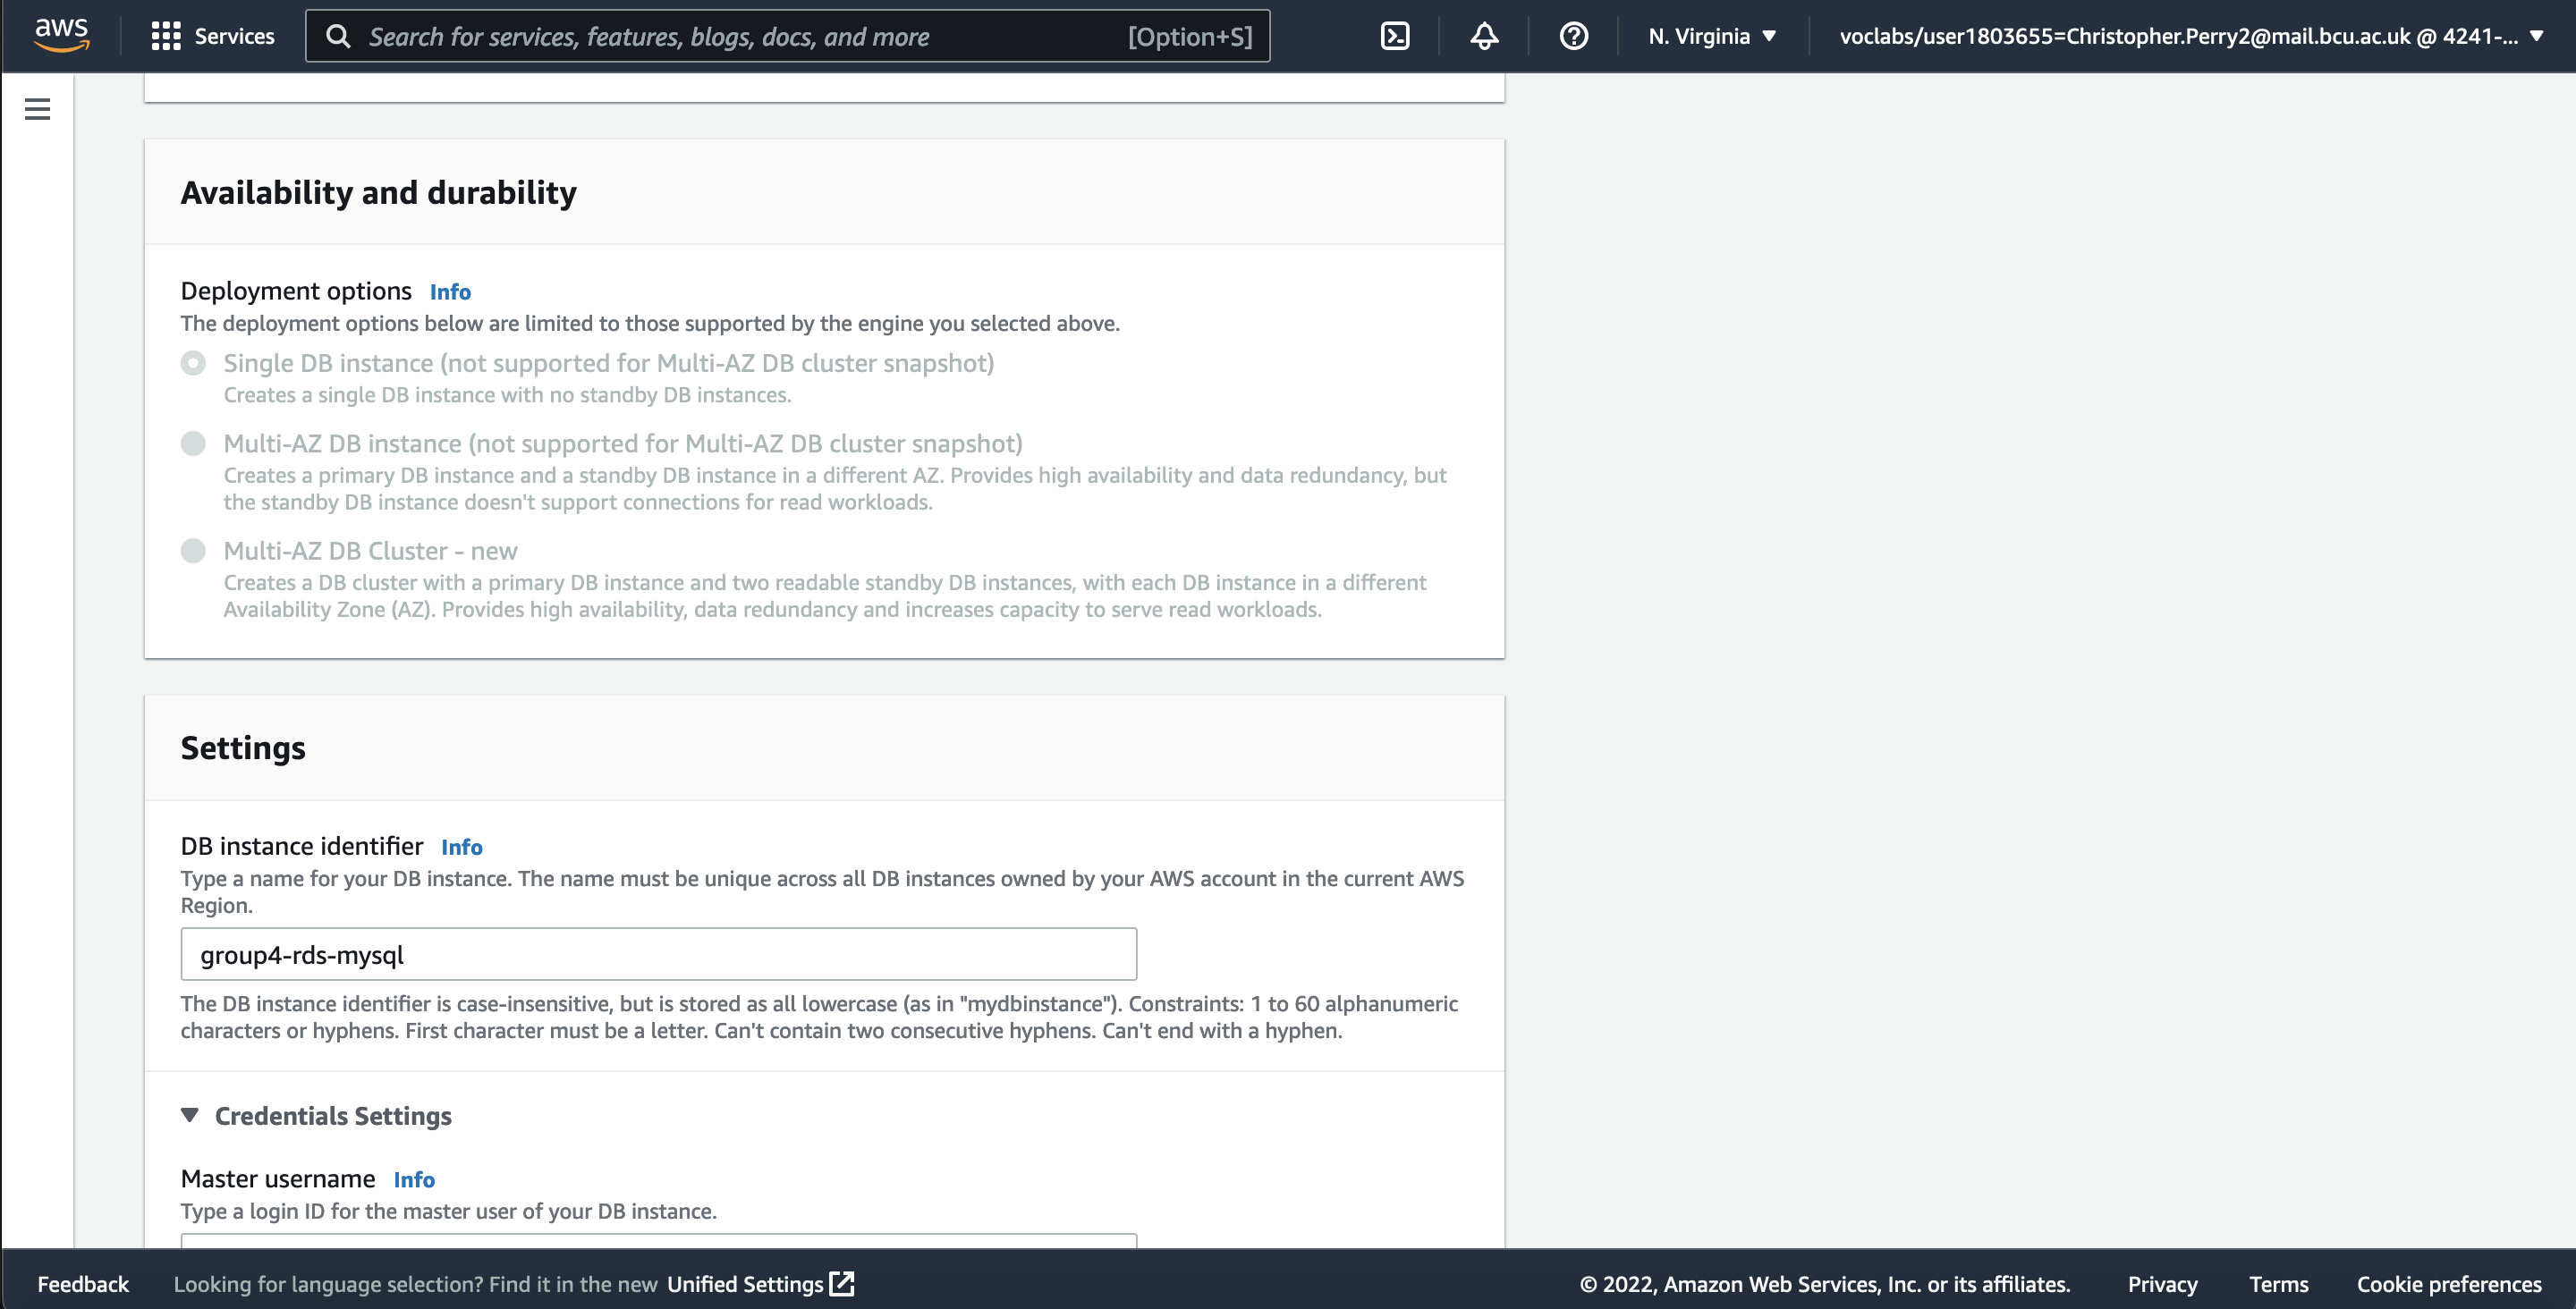 aws Services Search for services, features, blogs, docs, and more [Option+S] N. Virginia voclabs/user1803655=Christopher.Perry2@mail.bcu.ac.uk @ 4241-...
Availability and durability
Deployment options Info
The deployment options below are limited to those supported by the engine you selected above.
Single DB instance (not supported for Multi-AZ DB cluster snapshot)
Creates a single DB instance with no standby DB instances.
Multi-AZ DB instance (not supported for Multi-AZ DB cluster snapshot)
Creates a primary DB instance and a standby DB instance in a different AZ. Provides high availability and data redundancy, but
the standby DB instance doesn't support connections for read workloads.
Multi-AZ DB Cluster - new
Creates a DB cluster with a primary DB instance and two readable standby DB instances, with each DB instance in a different
Availability Zone (AZ). Provides high availability, data redundancy and increases capacity to serve read workloads.
Settings
DB instance identifier Info
Type a name for your DB instance. The name must be unique across all DB instances owned by your AWS account in the current AWS
Region.
group4-rds-mysql
The DB instance identifier is case-insensitive, but is stored as all lowercase (as in "mydbinstance"). Constraints: 1 to 60 alphanumeric
characters or hyphens. First character must be a letter. Can't contain two consecutive hyphens. Can't end with a hyphen.
Credentials Settings
Master username Info
Type a login ID for the master user of your DB instance.
Feedback Looking for language selection? Find it in the new Unified Settings © 2022, Amazon Web Services, Inc. or its affiliates. Privacy Terms Cookie preferences